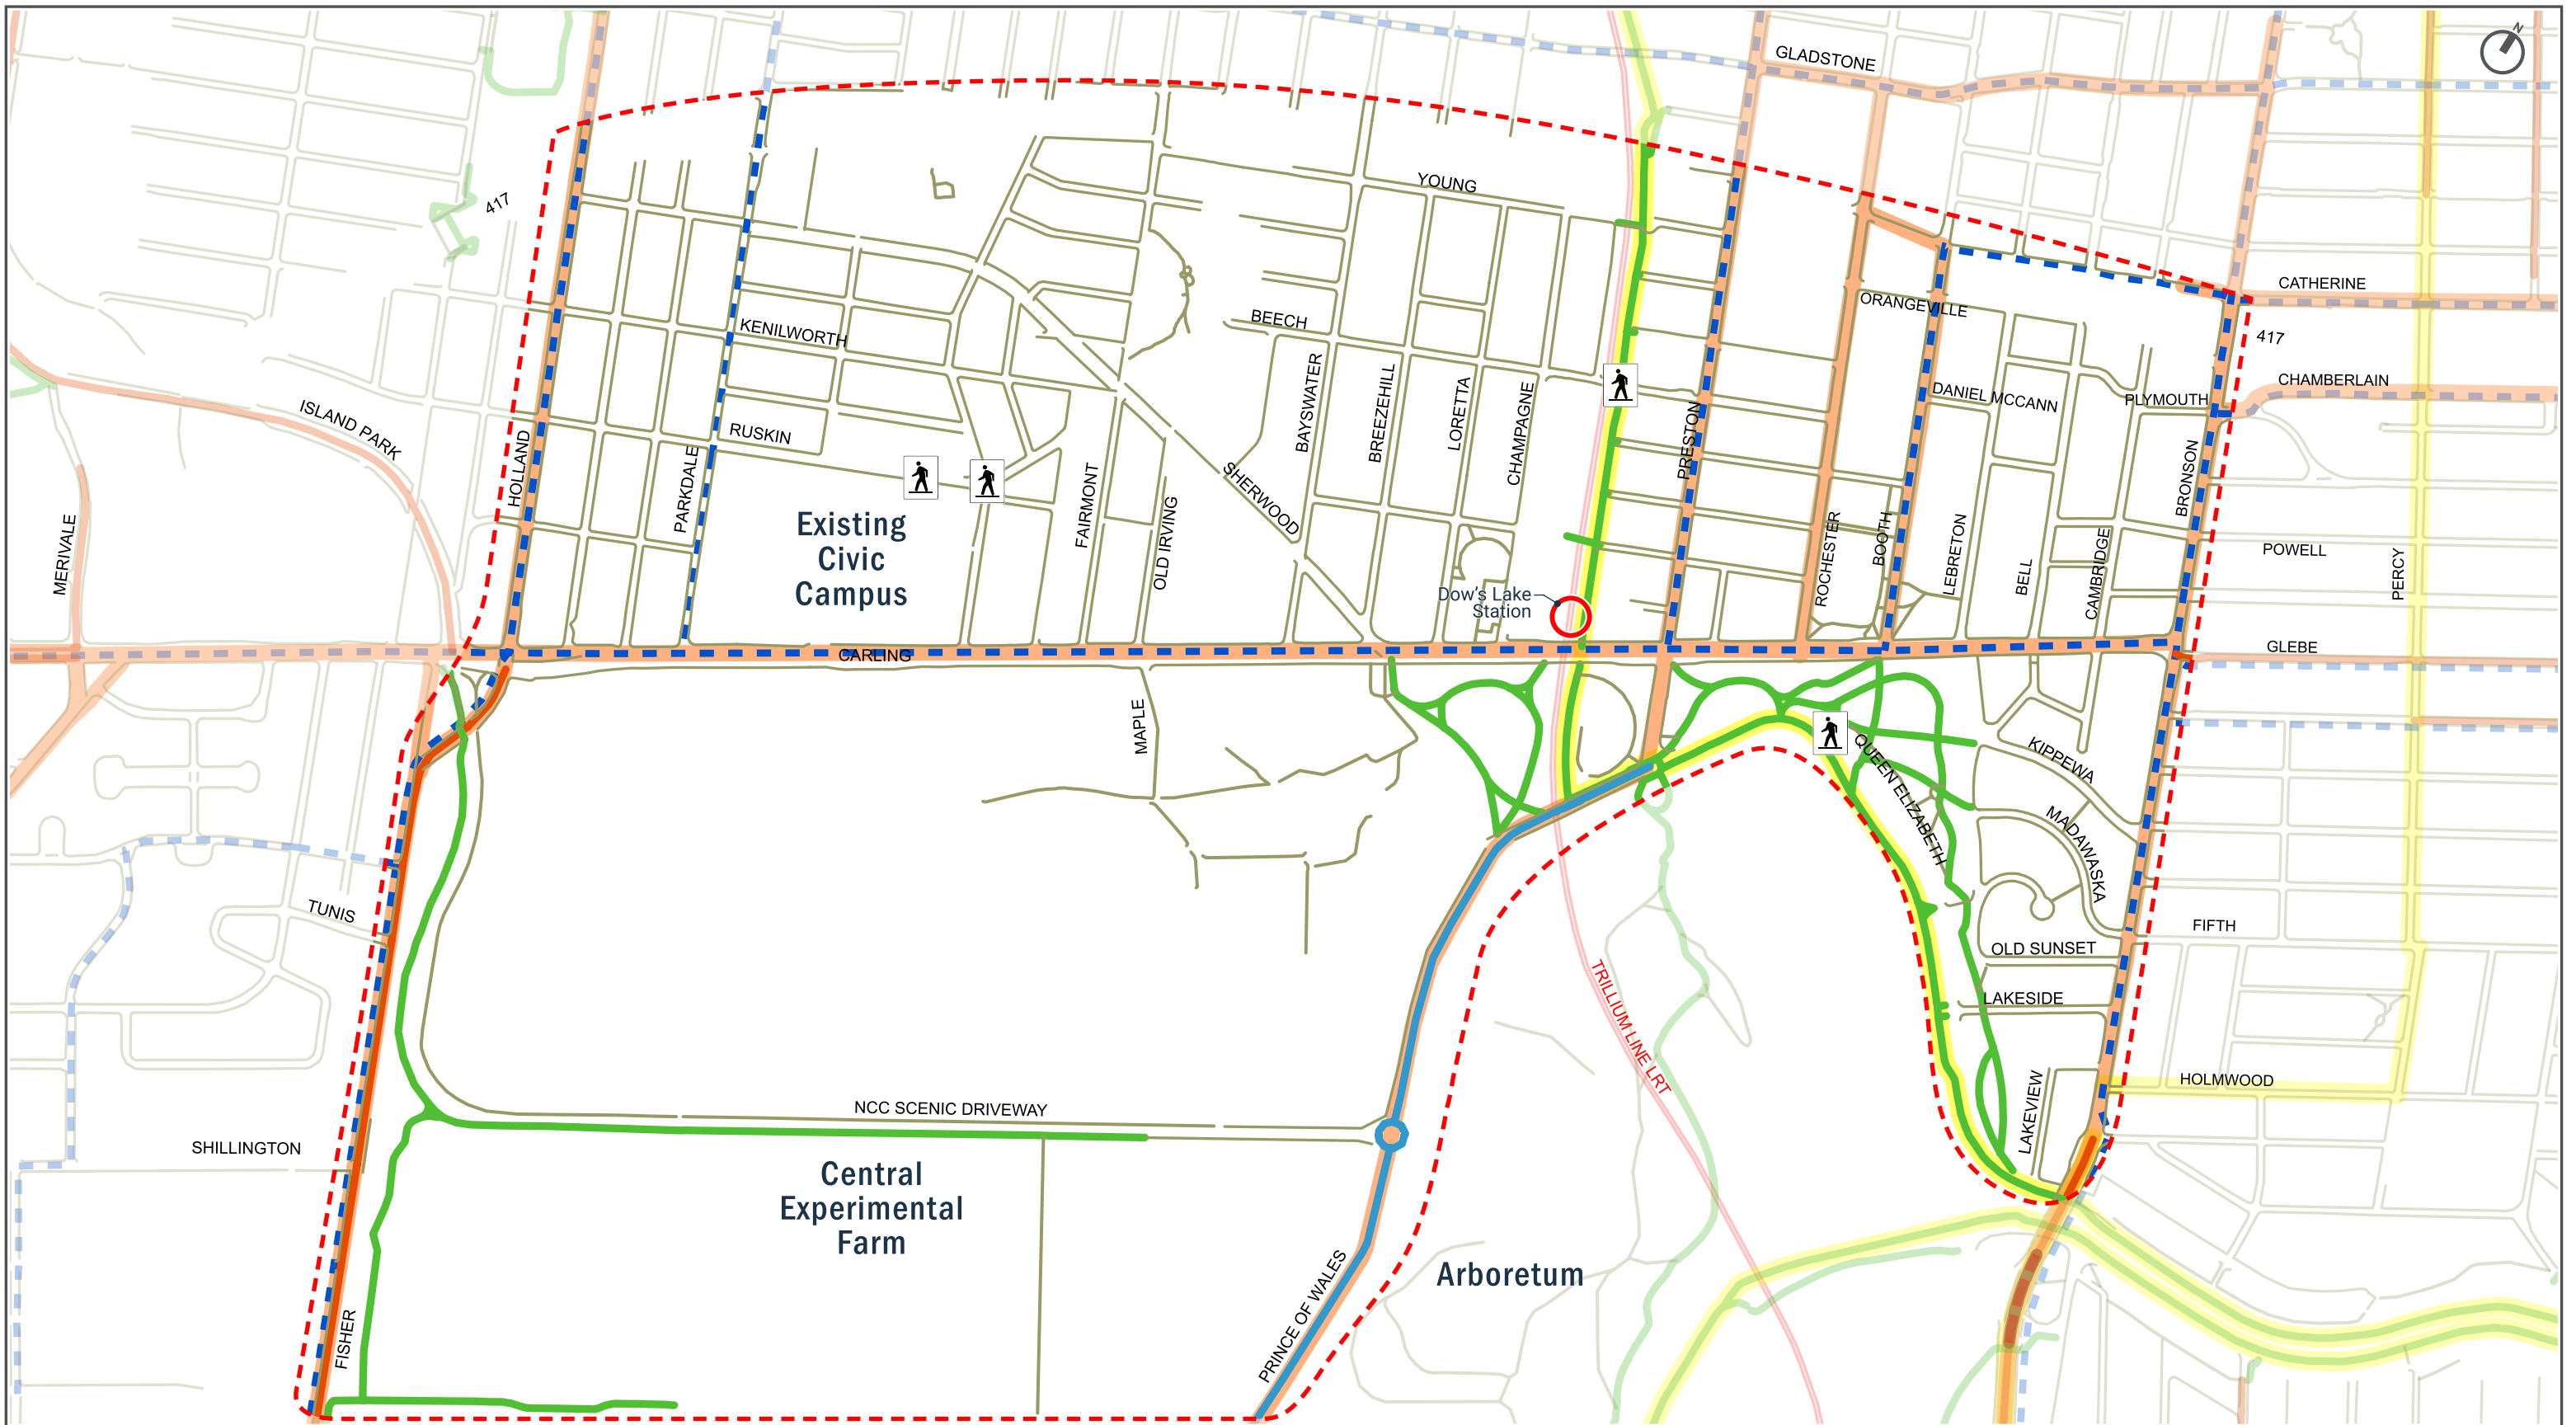 N
GLADSTONE
417
YOUNG
CATHERINE
ORANGEVILLE
417
BEECH
KENILWORTH
CHAMBERLAIN
DANIEL MCCANN
PLYMOUTH
ISLAND PARK
RUSKIN
HOLLAND
PARKDALE
BAYSWATER
BREEZEHILL
LORETTA
CHAMPAGNE
PRESTON
BRONSON
FAIRMONT
OLD IRVING
SHERWOOD
MERIVALE
Existing
Civic
Campus
ROCHESTER
BOOTH
LEBRETON
BELL
CAMBRIDGE
POWELL
PERCY
Dow's Lake
Station
GLEBE
CARLING
MAPLE
QUEEN ELIZABETH
KIPPEWA
MADAWASKA
TUNIS
FIFTH
OLD SUNSET
LAKESIDE
TRILLIUM LINE LRT
HOLMWOOD
LAKEVIEW
NCC SCENIC DRIVEWAY
SHILLINGTON
Central
Experimental
Farm
Arboretum
PRINCE OF WALES
FISHER